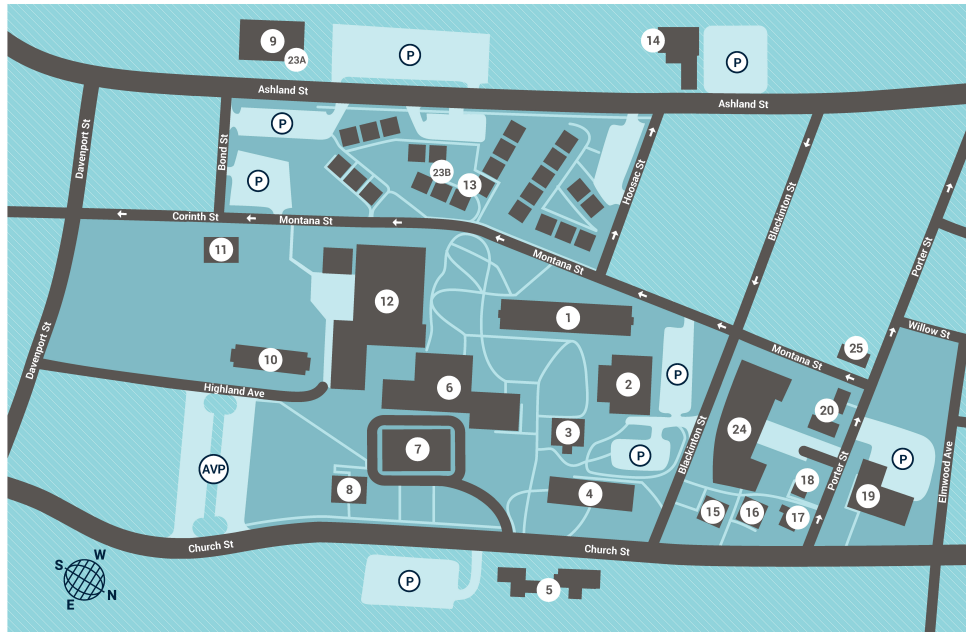 9
23A
P
14
P
Ashland St
Ashland St
P
Davenport St
Bond St
P
23B
13
Hoosac St
Blackinton St
Porter St
Corinth St
Montana St
11
Montana St
12
1
Willow St
Davenport St
10
Montana St
25
Highland Ave
6
2
P
20
3
24
7
P
Blackinton St
AVP
8
4
18
Porter St
P
19
Elmwood Ave
15
16
17
Church St
Church St
P
5
W
S
N
E